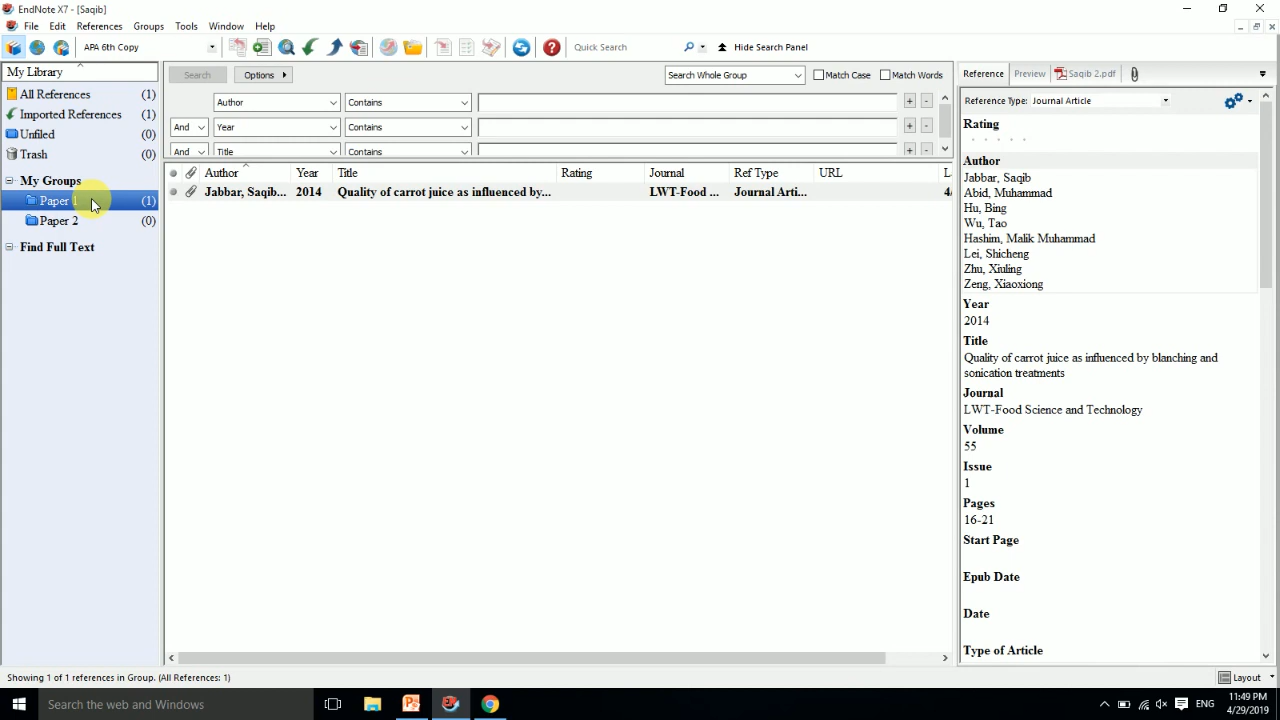 EndNote X7 - [Saqib]
File Edit References Groups Tools Window Help
APA 6th Copy
Quick Search
Hide Search Panel
My Library
All References (1)
Imported References (1)
Unfiled (0)
Trash (0)
My Groups
Paper 1 (1)
Paper 2 (0)
Find Full Text
Search Options
Search Whole Group
Match Case
Match Words
Author Contains + -
And Year Contains + -
And Title Contains
Author Year Title Rating Journal Ref Type URL L
Jabbar, Saqib... 2014 Quality of carrot juice as influenced by... LWT-Food ... Journal Arti... 4/
Reference Preview Saqib 2.pdf
Reference Type: Journal Article
Rating
Author
Jabbar, Saqib
Abid, Muhammad
Hu, Bing
Wu, Tao
Hashim, Malik Muhammad
Lei, Shicheng
Zhu, Xiuling
Zeng, Xiaoxiong
Year
2014
Title
Quality of carrot juice as influenced by blanching and
sonication treatments
Journal
LWT-Food Science and Technology
Volume
55
Issue
1
Pages
16-21
Start Page
Epub Date
Date
Type of Article
Showing 1 of 1 references in Group. (All References: 1)
Layout
Search the web and Windows
ENG
11:49 PM
4/29/2019